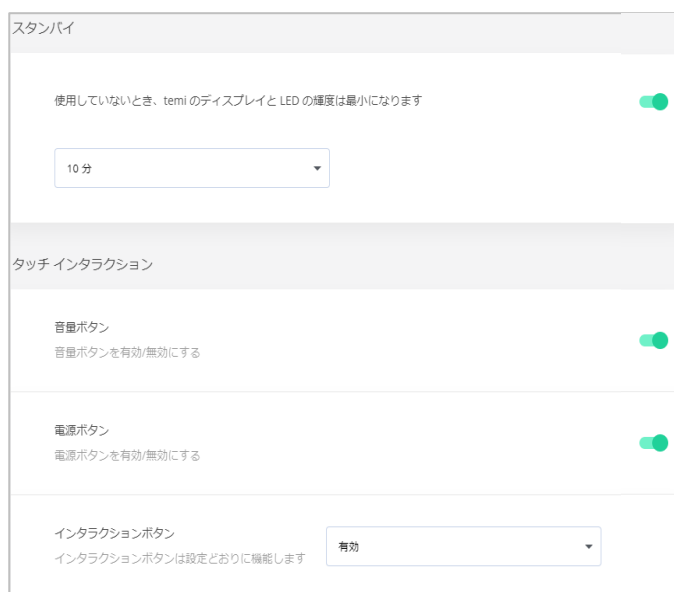 スタンバイ
使用していないとき、temi のディスプレイと LED の輝度は最小になります
10 分
タッチ インタラクション
音量ボタン
音量ボタンを有効/無効にする
電源ボタン
電源ボタンを有効/無効にする
インタラクションボタン
インタラクションボタンは設定どおりに機能します
有効